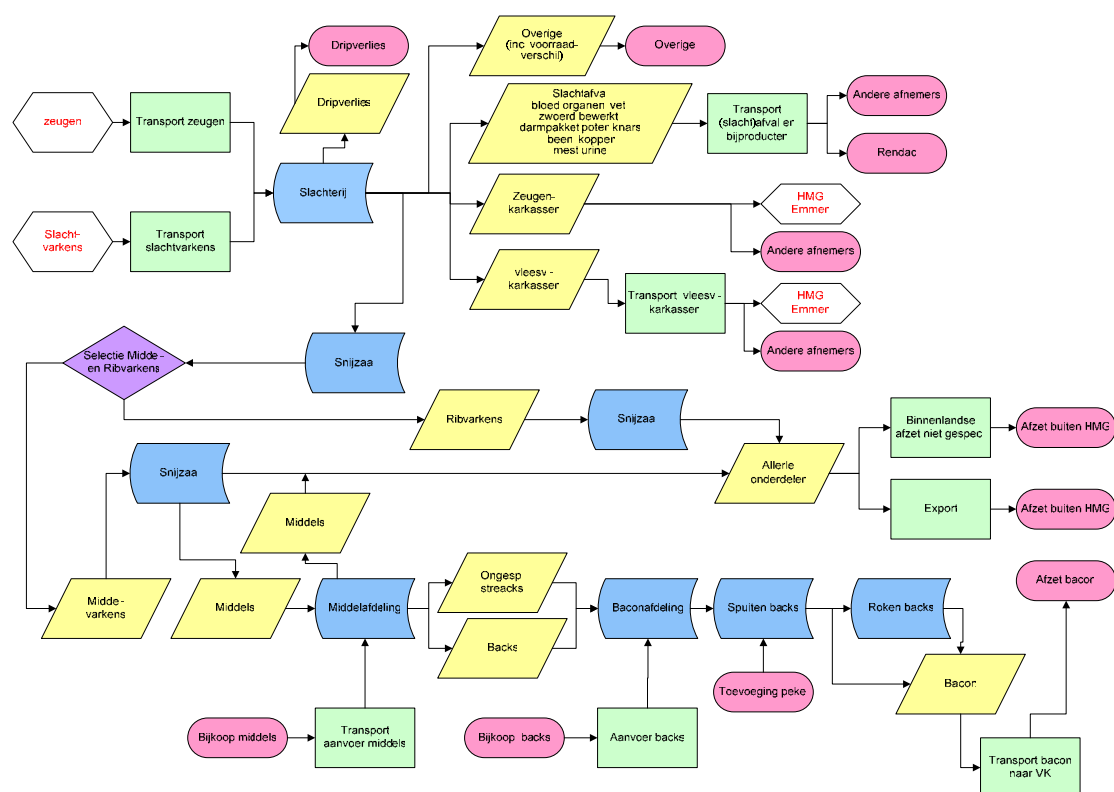 Dripverlies
Overige
(inc voorraad-
verschil)
Overige
Dripverlies
zeugen
Transport zeugen
Slachtafva
bloed organen vet
zwoerd bewerkt
darmpakket poter knars
been kopper
mest urine
Transport
(slacht)afval er
bijproducter
Andere afnemers
Rendac
Slachterij
Zeugen-
karkasser
HMG
Emmer
Andere afnemers
Slacht-
varkens
Transport
slachtvarkens
vleesv-
karkasser
Transport vleesv-
karkasser
HMG
Emmer
Andere afnemers
Selectie Midde-
en Ribvarkens
Snijzaa
Ribvarkens
Snijzaa
Binnenlandse
afzet niet gespec
Afzet buiten HMG
Snijzaa
Allerle
onderdeler
Middels
Export
Afzet buiten HMG
Midde-
varkens
Middels
Middelafdeling
Ongesp
streacks
Backs
Baconafdeling
Spuiten backs
Roken backs
Afzet bacor
Toevoeging peke
Bacon
Bijkoop middels
Transport
aanvoer middels
Bijkoop backs
Aanvoer backs
Transport bacon
naar VK